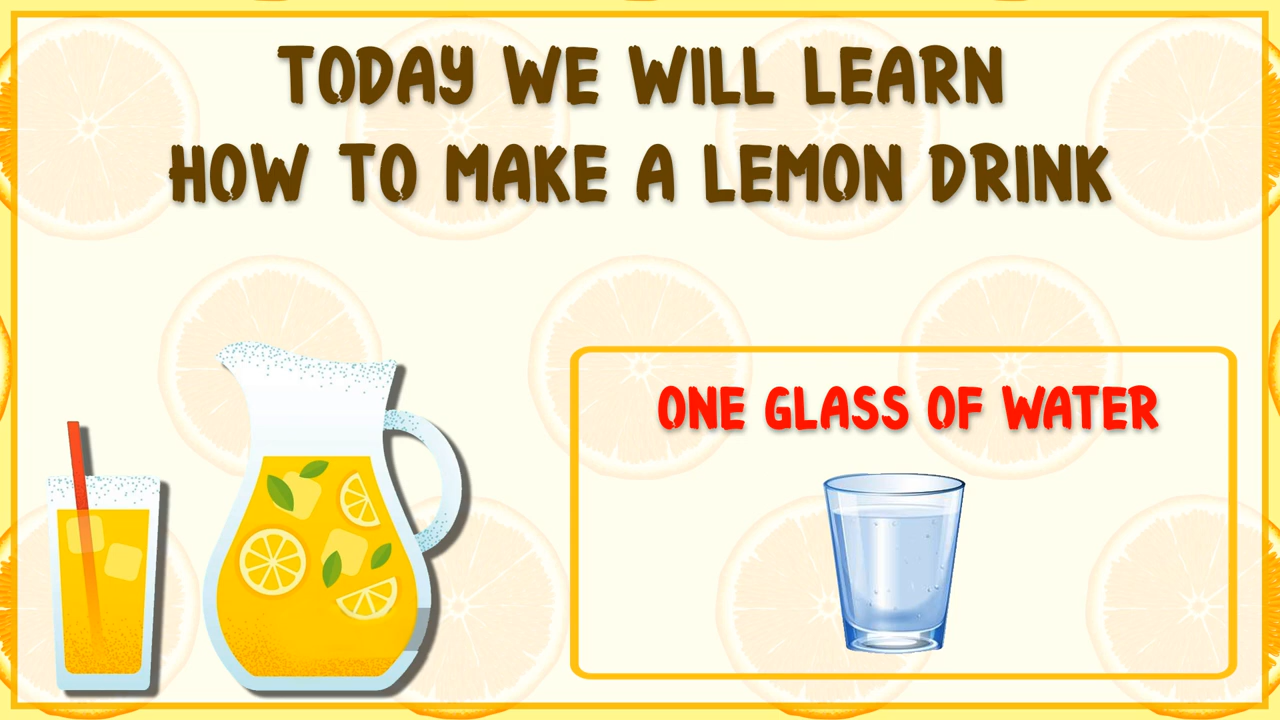 TODAY WE WILL LEARN
HOW TO MAKE A LEMON DRINK
ONE GLASS OF WATER